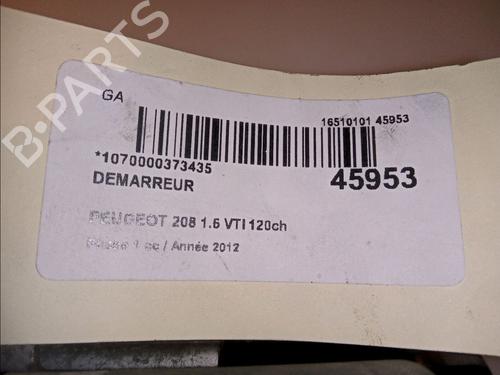 B-PARTS
GA
16510101 45953
*1070000373435
45953
DEMARREUR
PEUGEOT 208 1.6 VTI 120ch
/ Année 2012